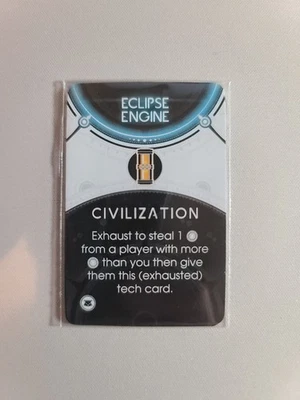 ECLIPSE
ENGINE
CIVILIZATION
Exhaust to steal 1
from a player with more
than you then give
them this (exhausted)
tech card.